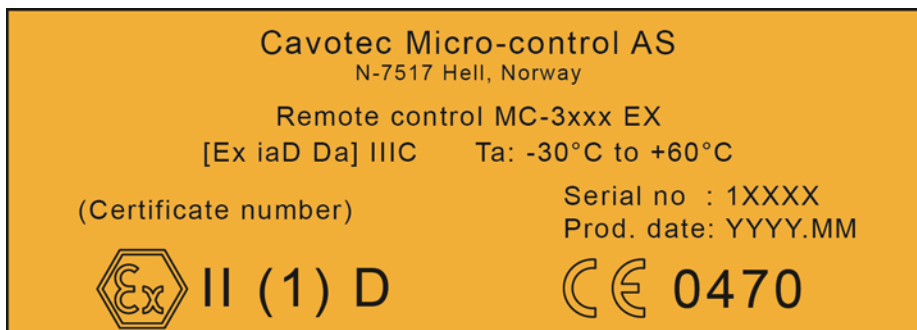 Cavotec Micro-control AS
N-7517 Hell, Norway
Remote control MC-3xxx EX
[Ex iaD Da] IIIC Ta: -30°C to +60°C
(Certificate number)
Serial no : 1XXXX
Prod. date: YYYY.MM
Ex II (1) D
CE 0470